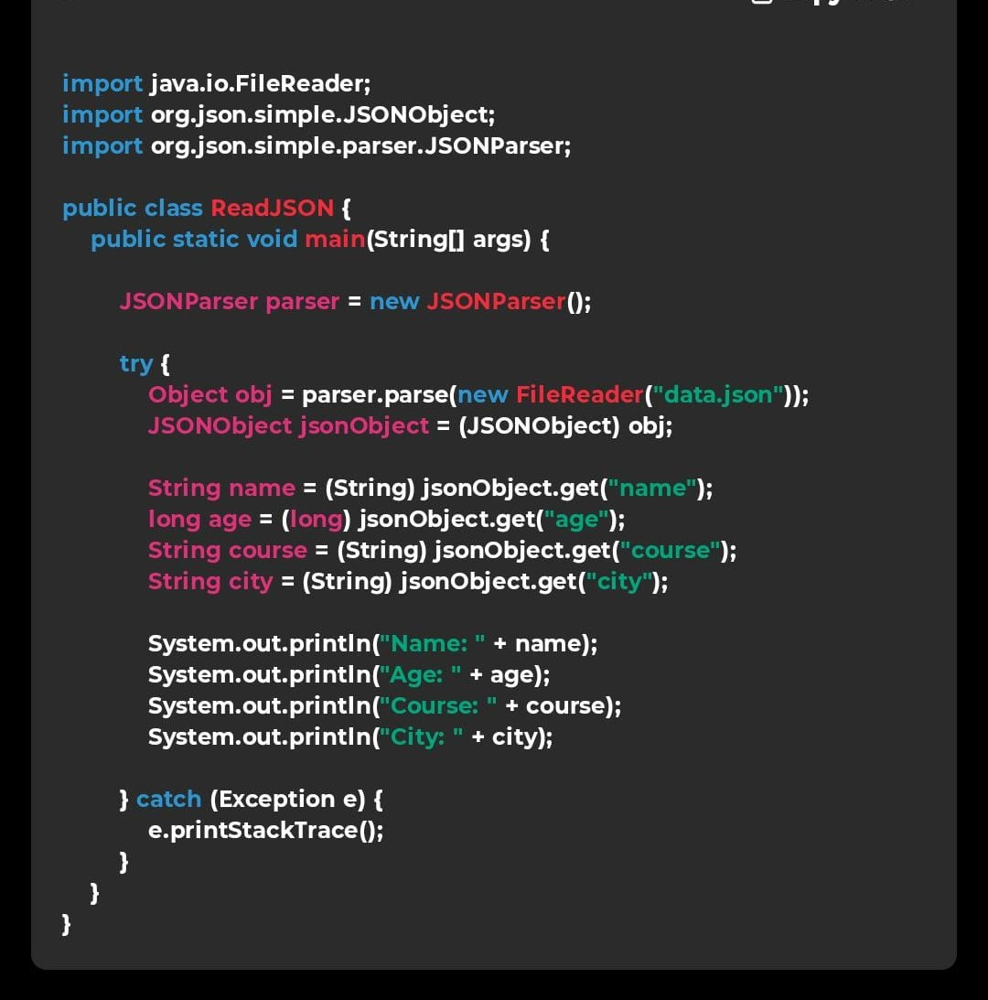 import java.io.FileReader;
import org.json.simple.JSONObject;
import org.json.simple.parser.JSONParser;

public class ReadJSON {
    public static void main(String[] args) {

        JSONParser parser = new JSONParser();

        try {
            Object obj = parser.parse(new FileReader("data.json"));
            JSONObject jsonObject = (JSONObject) obj;

            String name = (String) jsonObject.get("name");
            long age = (long) jsonObject.get("age");
            String course = (String) jsonObject.get("course");
            String city = (String) jsonObject.get("city");

            System.out.println("Name: " + name);
            System.out.println("Age: " + age);
            System.out.println("Course: " + course);
            System.out.println("City: " + city);

        } catch (Exception e) {
            e.printStackTrace();
        }
    }
}